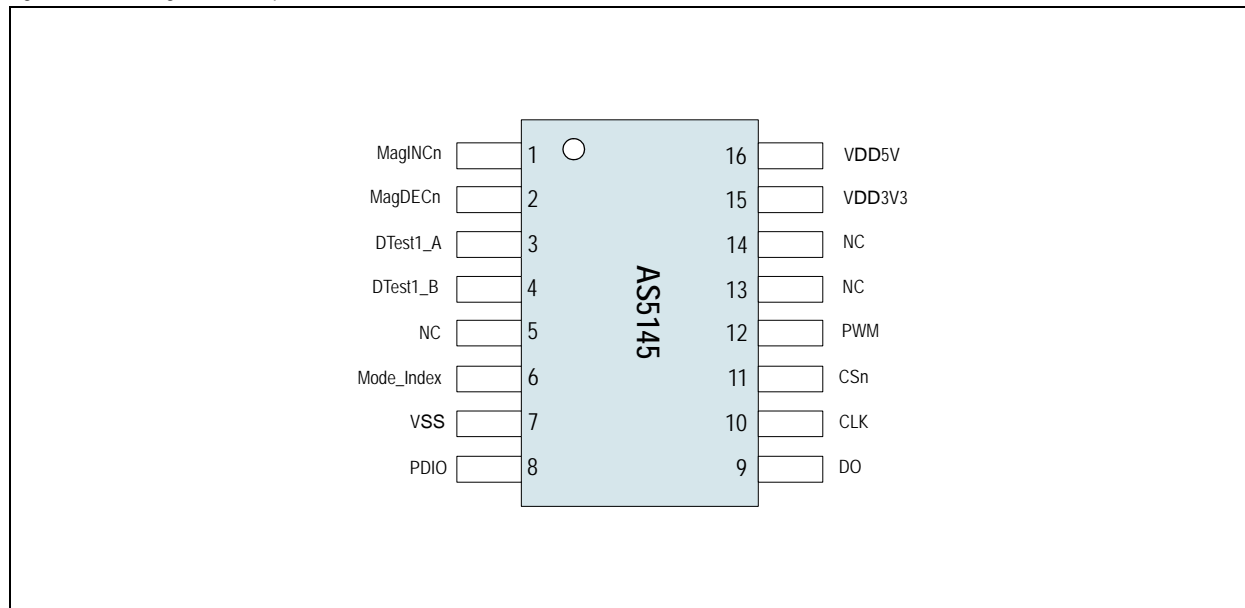 MagINCn 1 16 VDD5V
MagDECn 2 15 VDD3V3
DTest1_A 3 14 NC
DTest1_B 4 13 NC
NC 5 12 PWM
Mode_Index 6 11 CSn
VSS 7 10 CLK
PDIO 8 9 DO
AS5145